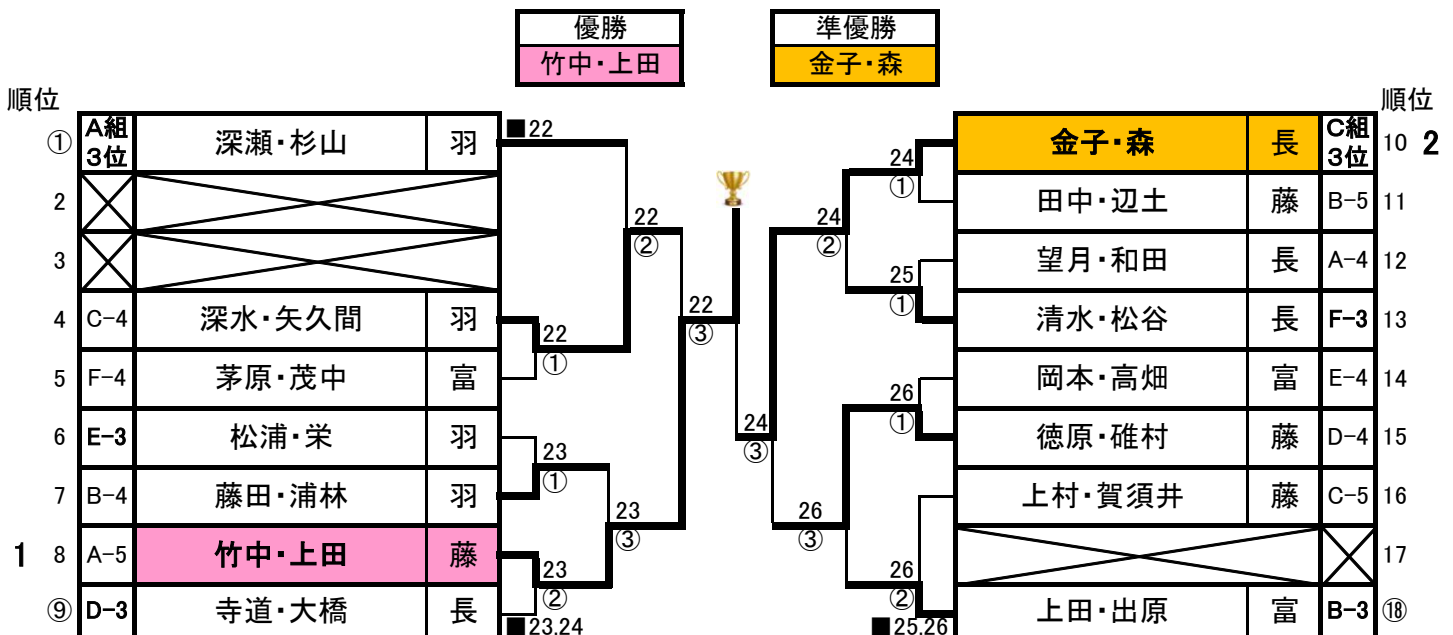 優勝
竹中・上田
準優勝
金子・森
順位
① A組3位 深瀬・杉山 羽
2
3
4 C-4 深水・矢久間 羽
5 F-4 茅原・茂中 富
6 E-3 松浦・栄 羽
7 B-4 藤田・浦林 羽
1 8 A-5 竹中・上田 藤
⑨ D-3 寺道・大橋 長
■22
22
①
22
②
23
①
23
②
23
③
22
③
■23.24
24
③
24
②
24
①
25
①
26
①
26
③
26
②
■25.26
順位
金子・森 長 C組3位 10 2
田中・辺土 藤 B-5 11
望月・和田 長 A-4 12
清水・松谷 長 F-3 13
岡本・高畑 富 E-4 14
徳原・碓村 藤 D-4 15
上村・賀須井 藤 C-5 16
17
上田・出原 富 B-3 ⑱